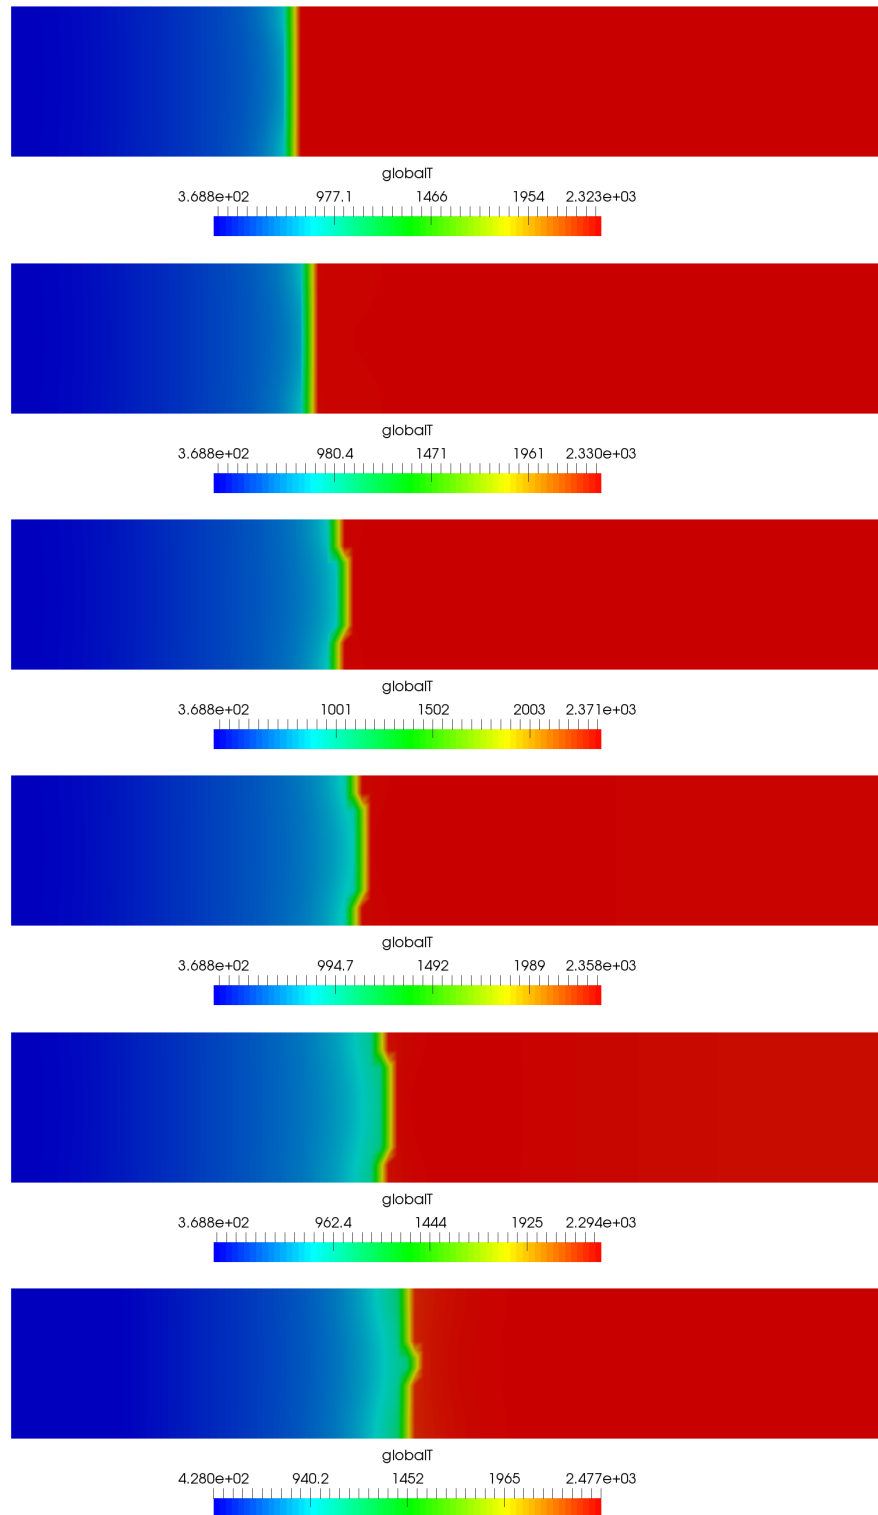 globalT
3.688e+02 977.1 1466 1954 2.323e+03
globalT
3.688e+02 980.4 1471 1961 2.330e+03
globalT
3.688e+02 1001 1502 2003 2.371e+03
globalT
3.688e+02 994.7 1492 1989 2.358e+03
globalT
3.688e+02 962.4 1444 1925 2.294e+03
globalT
4.280e+02 940.2 1452 1965 2.477e+03